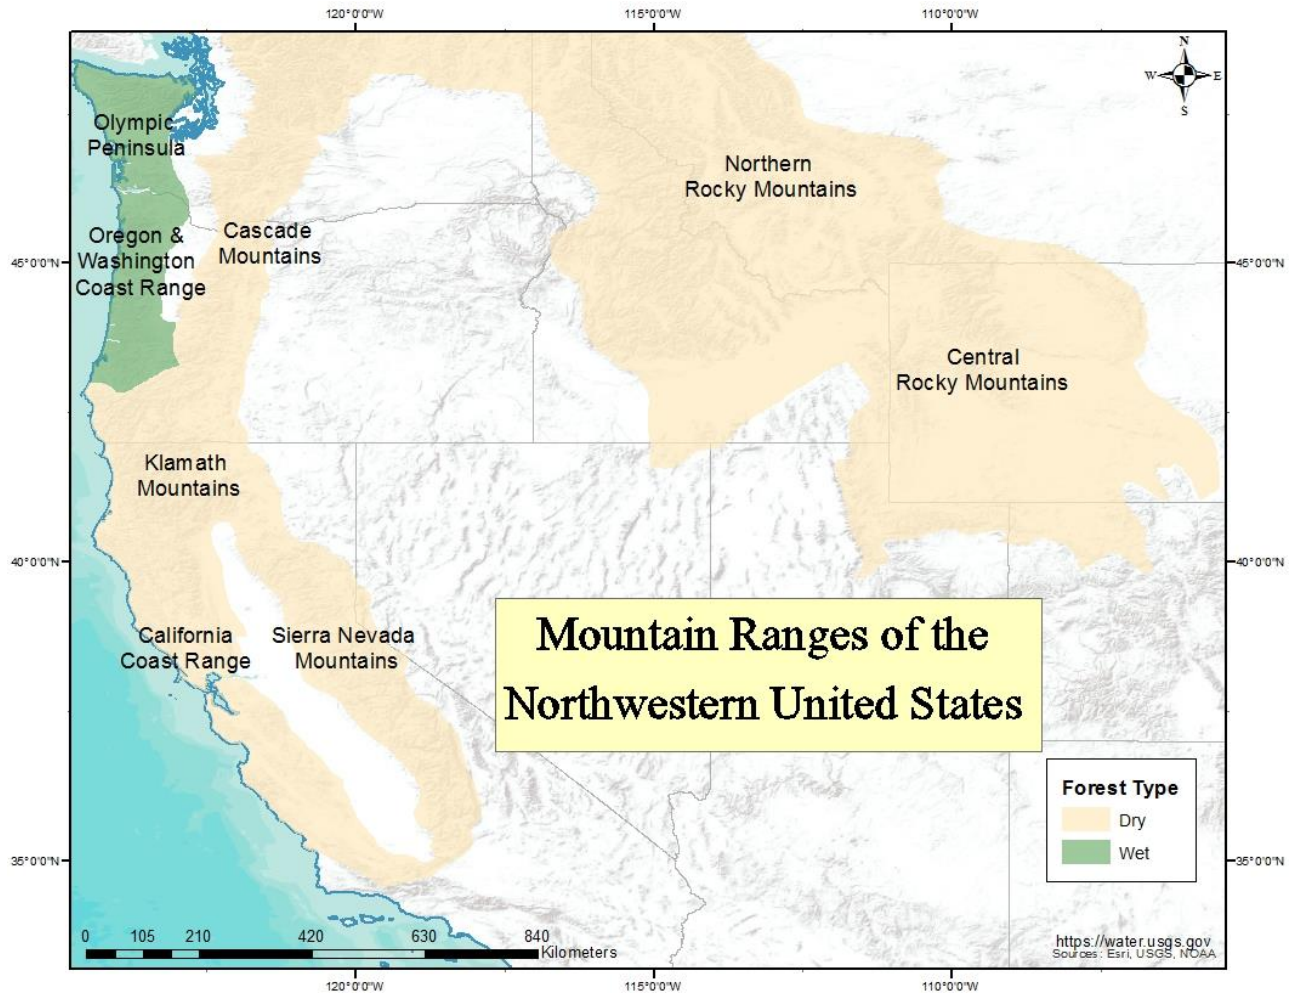 120°0'0"W
115°0'0"W
110°0'0"W
N
W
E
S
Olympic
Peninsula
Northern
Rocky Mountains
Oregon &
Washington
Coast Range
Cascade
Mountains
45°0'0"N
45°0'0"N
Central
Rocky Mountains
Klamath
Mountains
40°0'0"N
40°0'0"N
California
Coast Range
Sierra Nevada
Mountains
Mountain Ranges of the
Northwestern United States
Forest Type
Dry
Wet
35°0'0"N
35°0'0"N
0 105 210 420 630 840
Kilometers
https://water.usgs.gov
Sources: Esri, USGS, NOAA
120°0'0"W
115°0'0"W
110°0'0"W